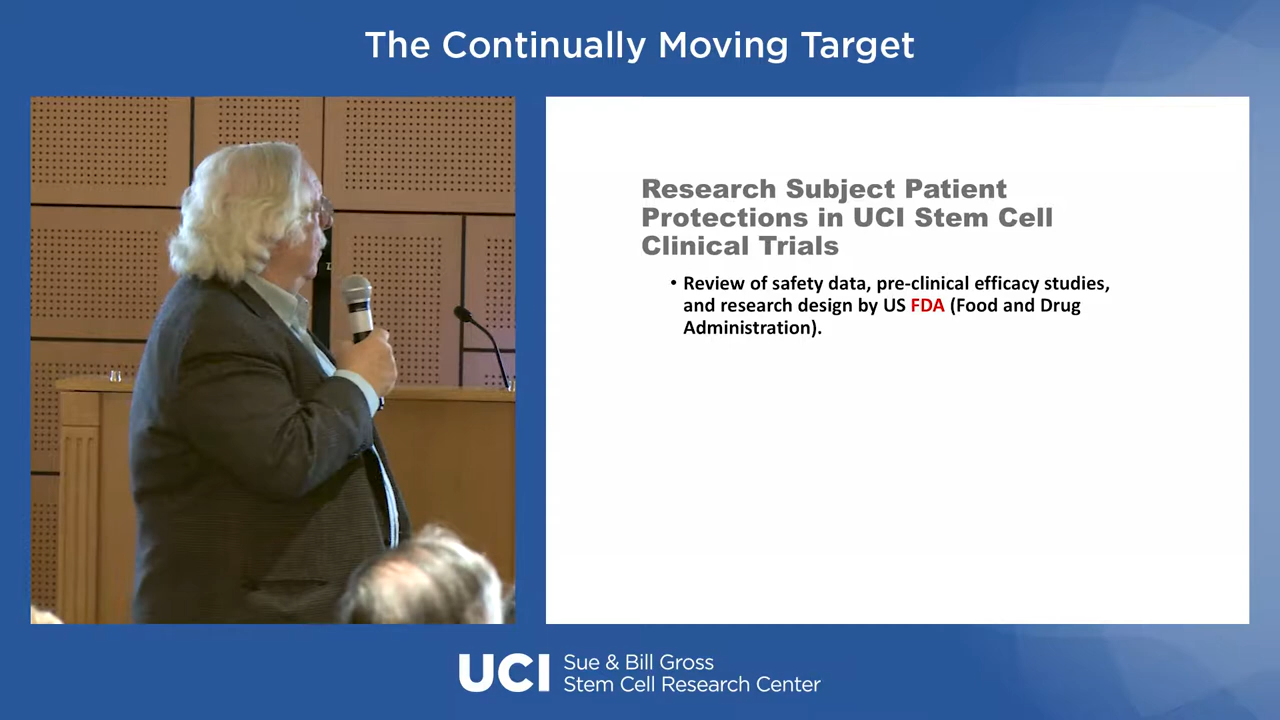 The Continually Moving Target
Research Subject Patient
Protections in UCI Stem Cell
Clinical Trials
• Review of safety data, pre-clinical efficacy studies,
and research design by US FDA (Food and Drug
Administration).
UCI Sue & Bill Gross
Stem Cell Research Center